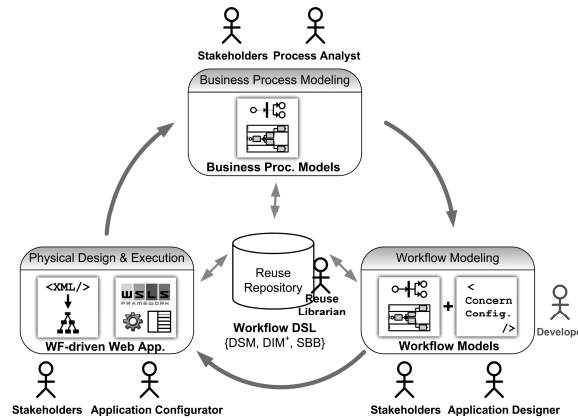 Stakeholders Process Analyst
Business Process Modeling
Business Proc. Models
Physical Design & Execution
<XML/>
WSLS
FRAMEWORK
WF-driven Web App.
Reuse
Repository
Reuse
Librarian
Workflow DSL
{DSM, DIM+, SBB}
Workflow Modeling
+
<
Concern
Config.
/>
Workflow Models
Develope
Stakeholders Application Configurator
Stakeholders Application Designer